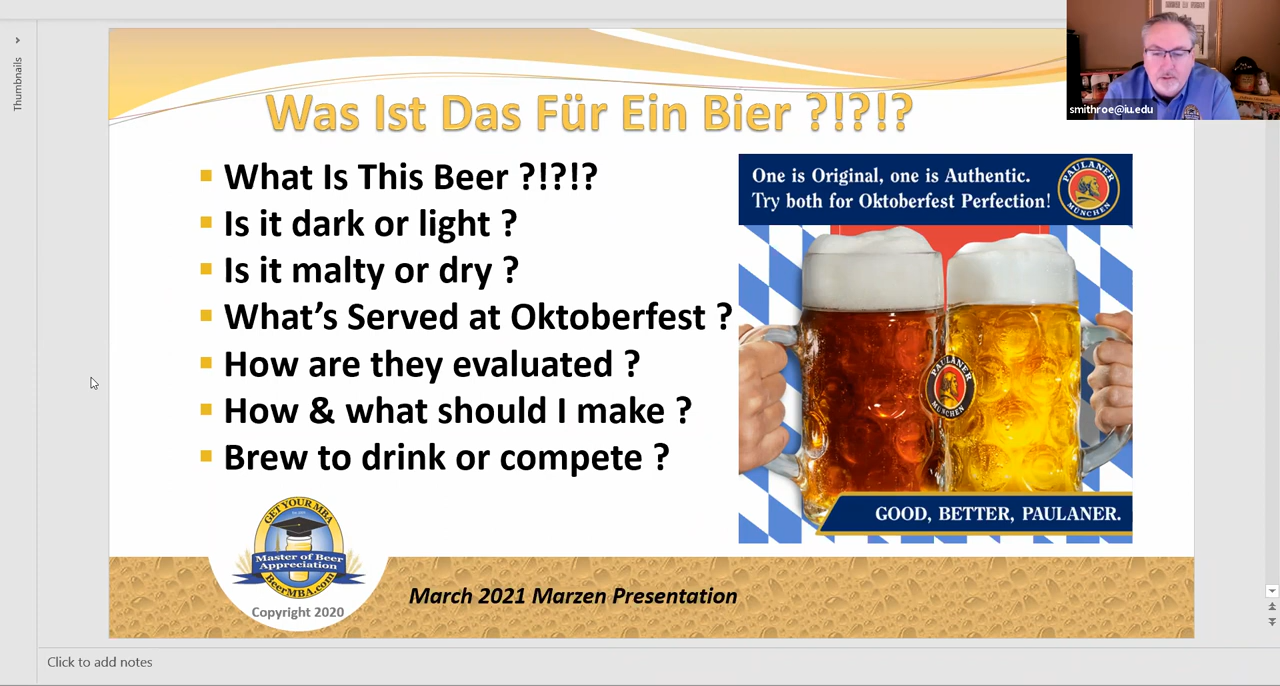 Thumbnails
smithroe@iu.edu
Was Ist Das Für Ein Bier ?!?!?
What Is This Beer ?!?!?
Is it dark or light ?
Is it malty or dry ?
What’s Served at Oktoberfest ?
How are they evaluated ?
How & what should I make ?
Brew to drink or compete ?
One is Original, one is Authentic.
Try both for Oktoberfest Perfection!
PAULANER
MÜNCHEN
PAULANER
MÜNCHEN
GOOD, BETTER, PAULANER.
GET YOUR MBA
Master of Beer
Appreciation
BeerMBA.com
Copyright 2020
March 2021 Marzen Presentation
Click to add notes